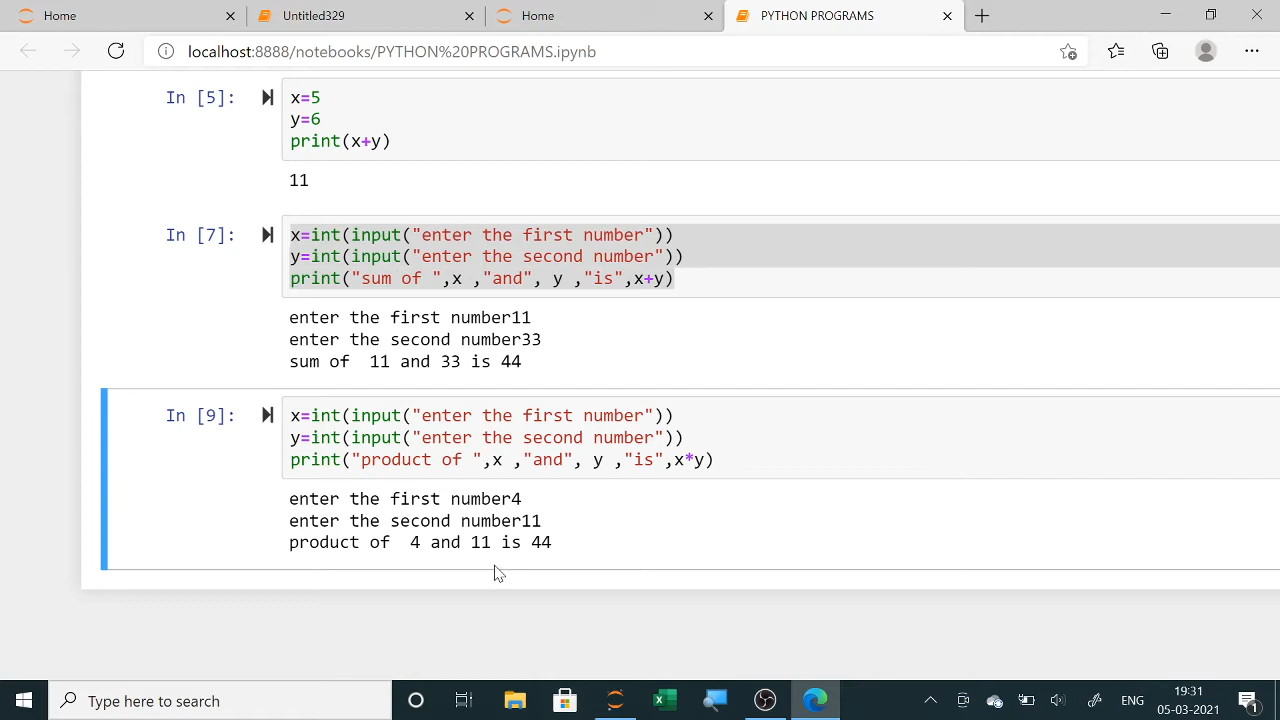 Home
Untitled329
Home
PYTHON PROGRAMS
localhost:8888/notebooks/PYTHON%20PROGRAMS.ipynb
In [5]:
x=5
y=6
print(x+y)
11
In [7]:
x=int(input("enter the first number"))
y=int(input("enter the second number"))
print("sum of ",x ,"and", y ,"is",x+y)
enter the first number11
enter the second number33
sum of  11 and 33 is 44
In [9]:
x=int(input("enter the first number"))
y=int(input("enter the second number"))
print("product of ",x ,"and", y ,"is",x*y)
enter the first number4
enter the second number11
product of  4 and 11 is 44
Type here to search
ENG
19:31
05-03-2021
1